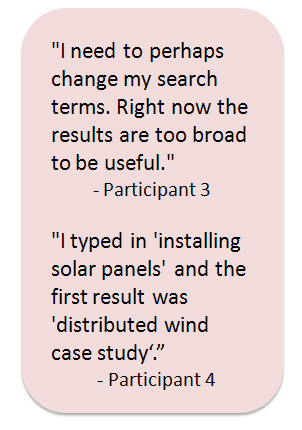 "I need to perhaps
change my search
terms. Right now the
results are too broad
to be useful."
- Participant 3
"I typed in 'installing
solar panels' and the
first result was
'distributed wind
case study‘.”
- Participant 4